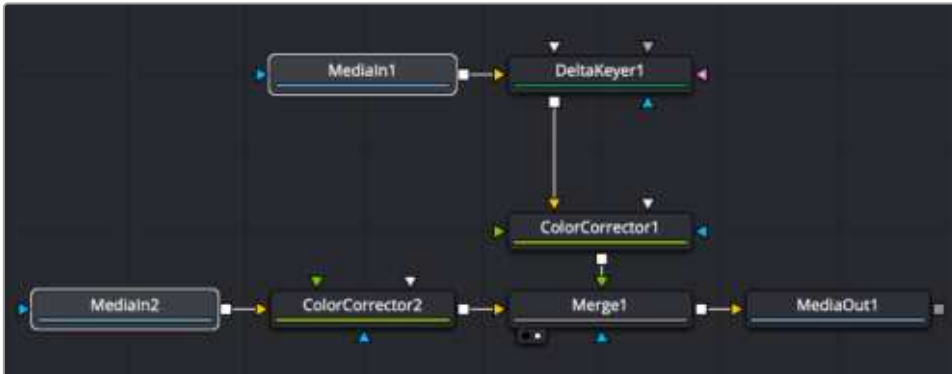 MediaIn1
DeltaKeyer1
ColorCorrector1
MediaIn2
ColorCorrector2
Merge1
MediaOut1